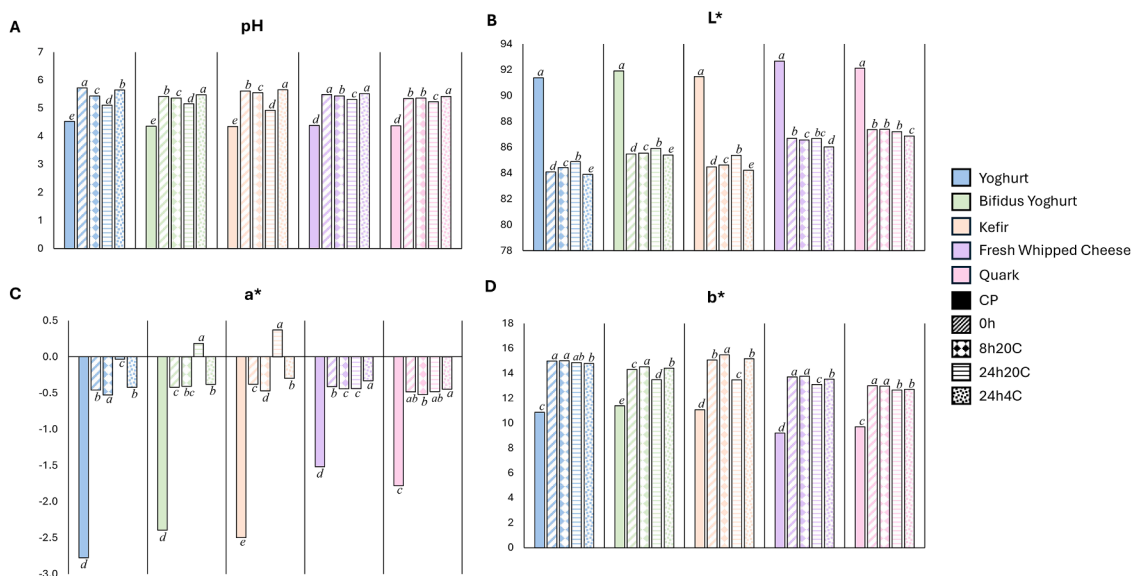 A
pH
7
6
5
4
3
2
1
0
e a c d b
d b c d a
e b c d a
d a b c a
d b b c a
B
L*
94
92
90
88
86
84
82
80
78
a d c b e
a d c b e
a d c b e
a b c bc d
a b b b c
C
a*
0.5
0.0
-0.5
-1.0
-1.5
-2.0
-2.5
-3.0
d b a c b
d c bc a b
e c d a b
d b c c a
c ab b ab a
D
b*
18
16
14
12
10
8
6
4
2
0
c a a ab b
e c a d b
d b a c b
d a a c b
c a a b b
Yoghurt
Bifidus Yoghurt
Kefir
Fresh Whipped Cheese
Quark
CP
0h
8h20C
24h20C
24h4C